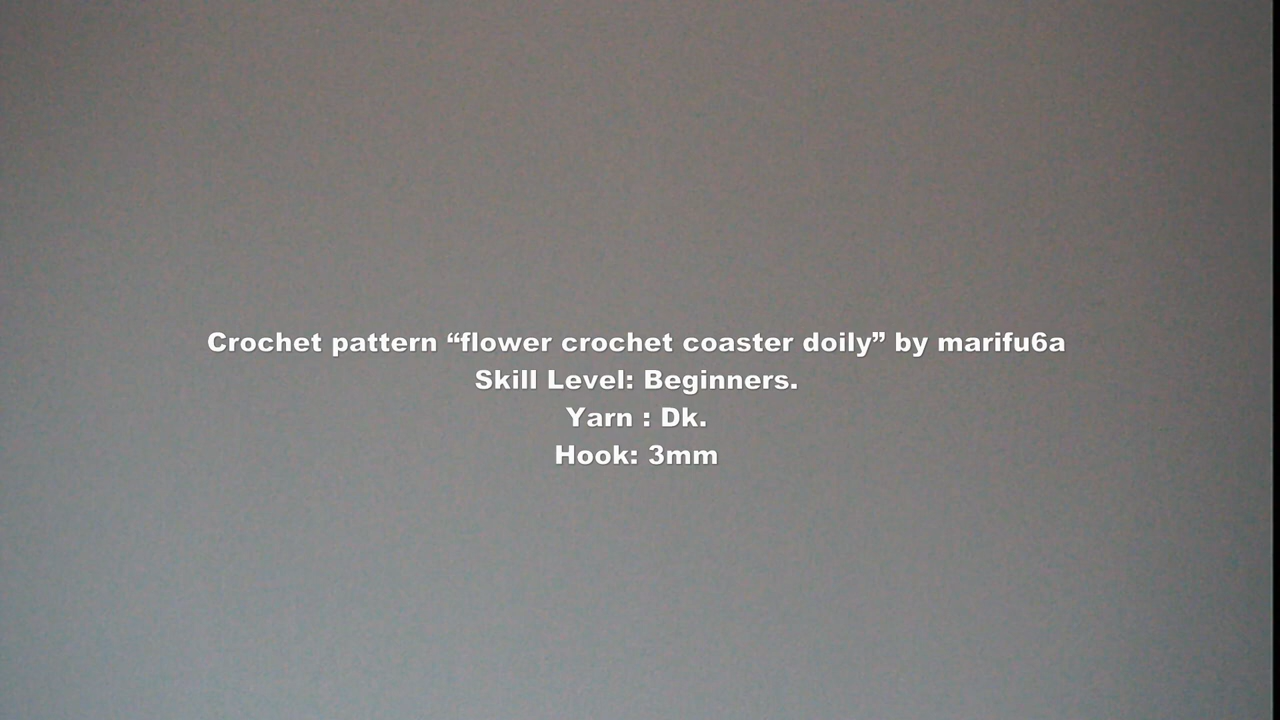 Crochet pattern “flower crochet coaster doily” by marifu6a
Skill Level: Beginners.
Yarn : Dk.
Hook: 3mm